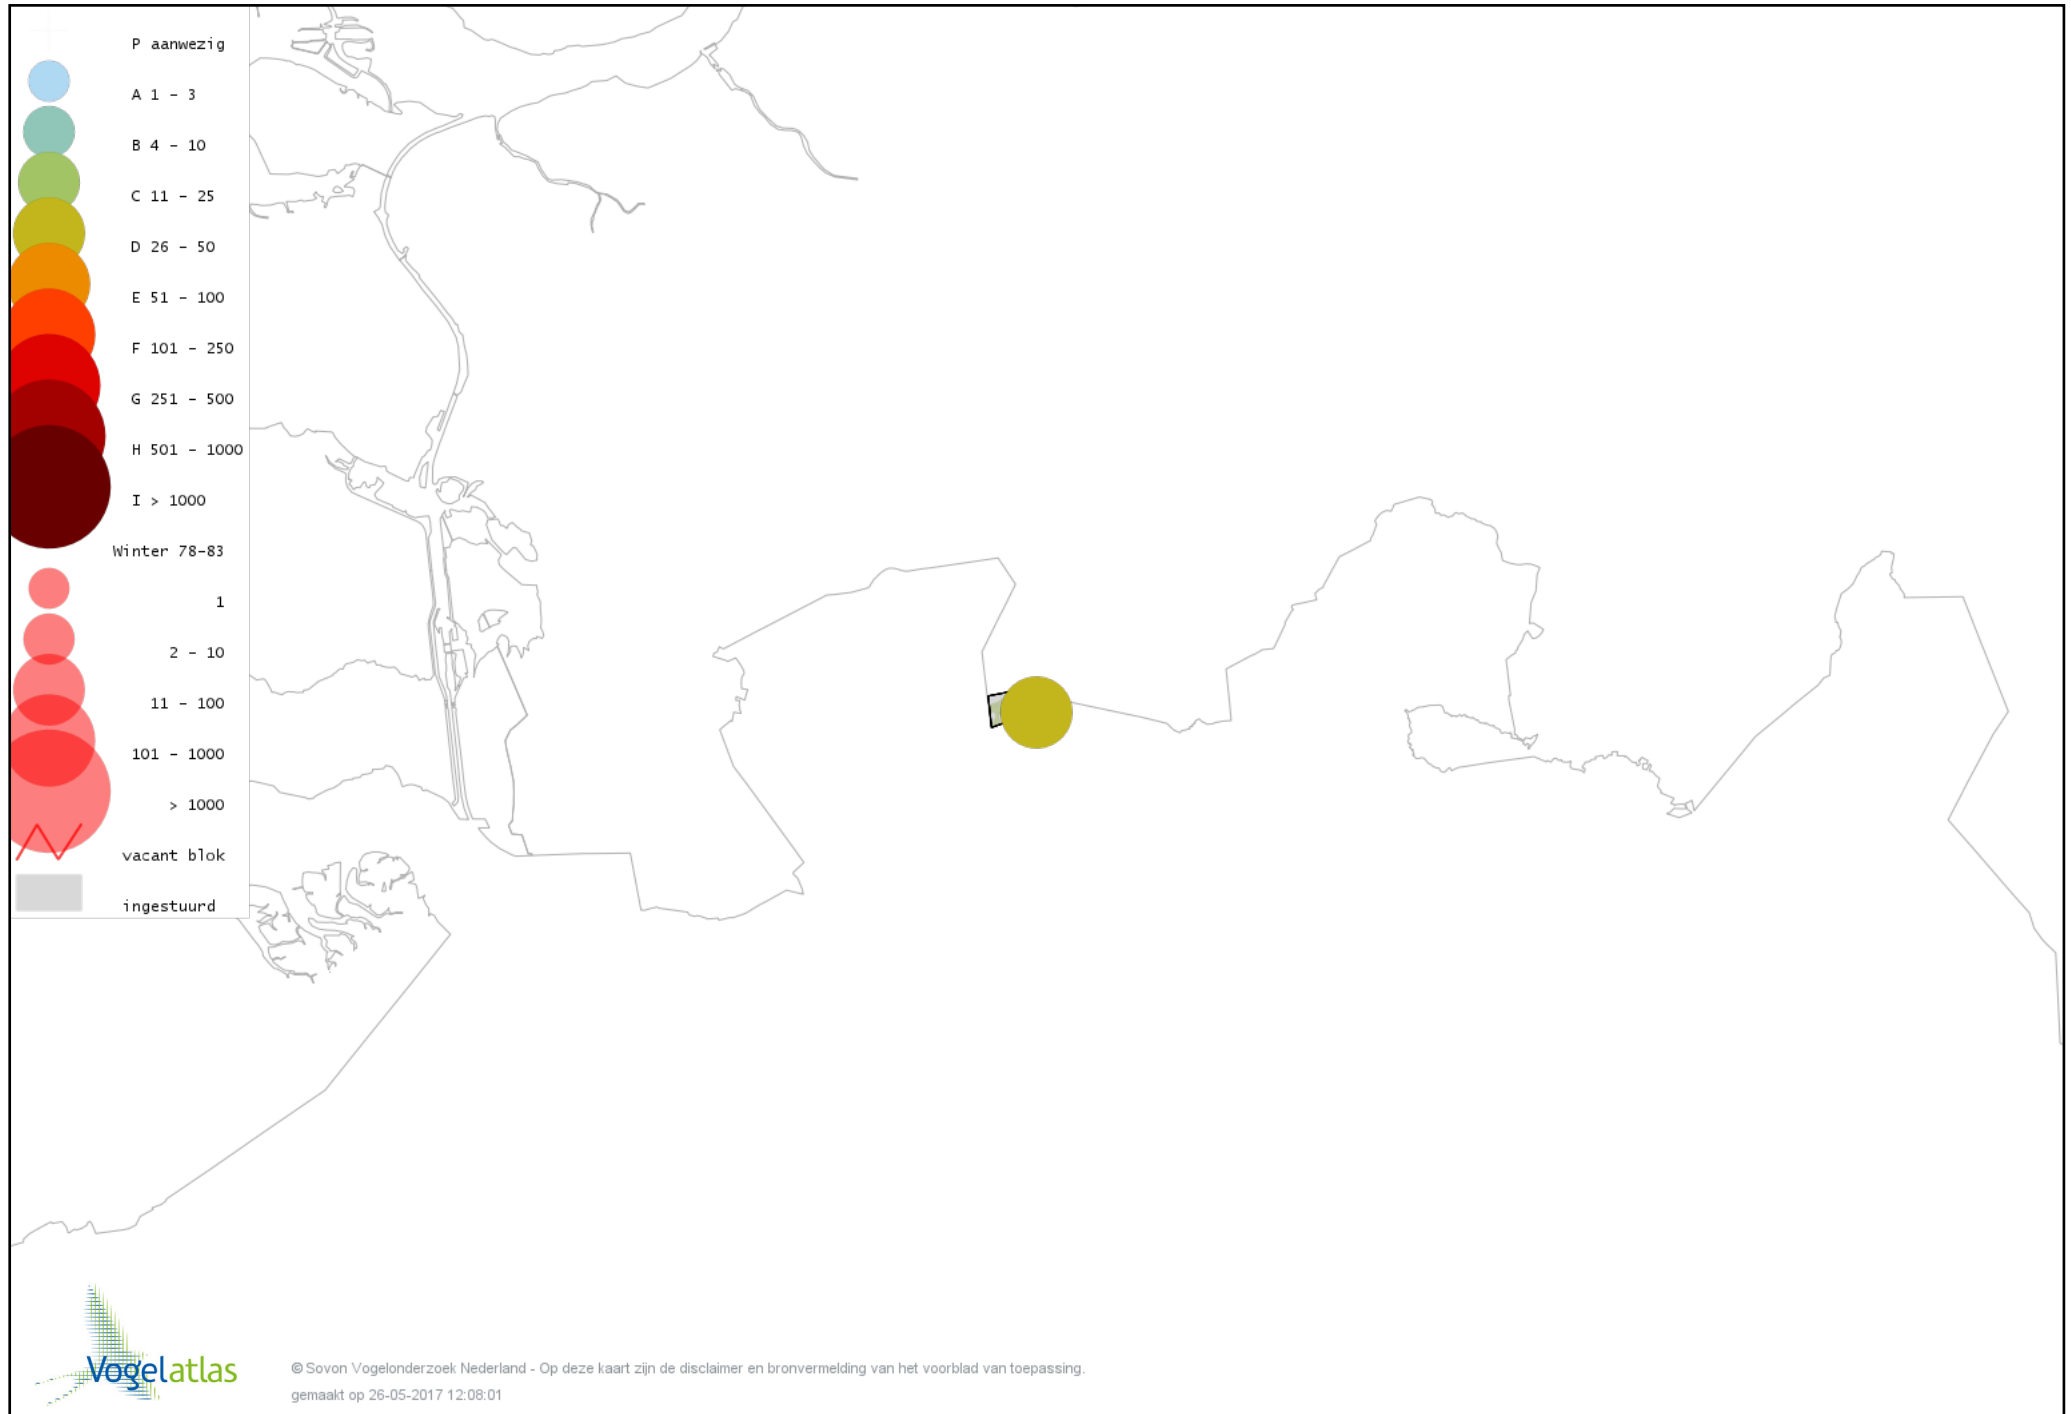 P aanwezig
A 1 - 3
B 4 - 10
C 11 - 25
D 26 - 50
E 51 - 100
F 101 - 250
G 251 - 500
H 501 - 1000
I > 1000
Winter 78-83
1
2 - 10
11 - 100
101 - 1000
> 1000
vacant blok
ingestuurd
Vogelatlas
© Sovon Vogelonderzoek Nederland - Op deze kaart zijn de disclaimer en bronvermelding van het voorblad van toepassing.
gemaakt op 26-05-2017 12:08:01